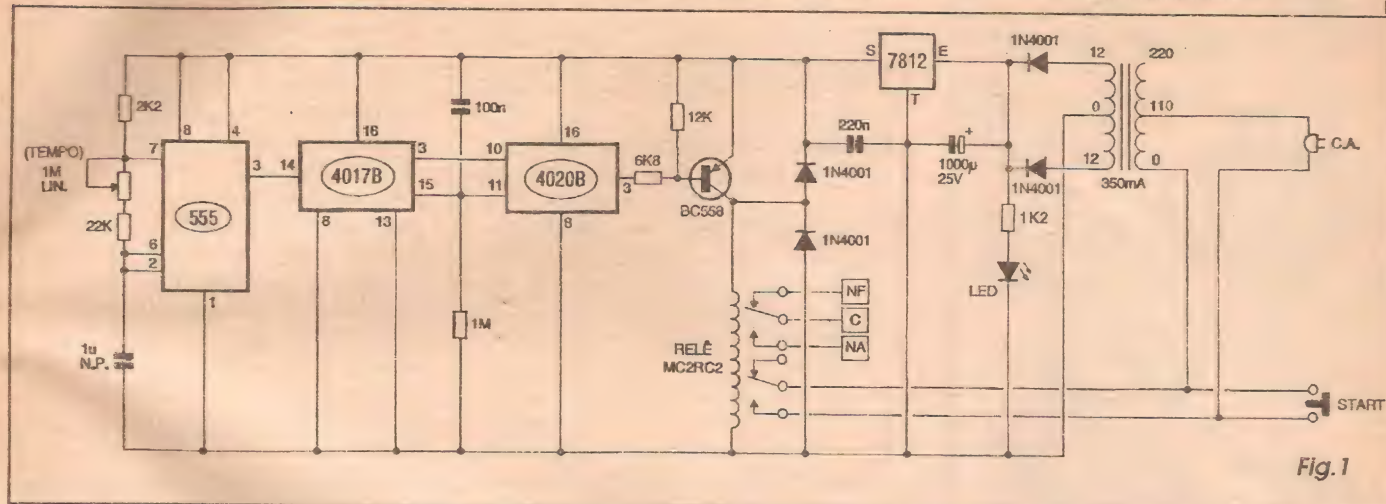 1N4001
S
7812
E
12
220
2K2
100n
12K
T
8
4
16
16
0
110
(TEMPO)
1M
LIN.
7
3
14
4017B
3
10
4020B
6K8
3
220n
+
1000µ
25V
1N4001
12
0
C.A.
15
11
1N4001
350mA
22K
555
BC558
8
13
8
1K2
6
2
1N4001
LED
1
NF
1u
N.P.
1M
RELÊ
MC2RC2
C
NA
START
Fig.1